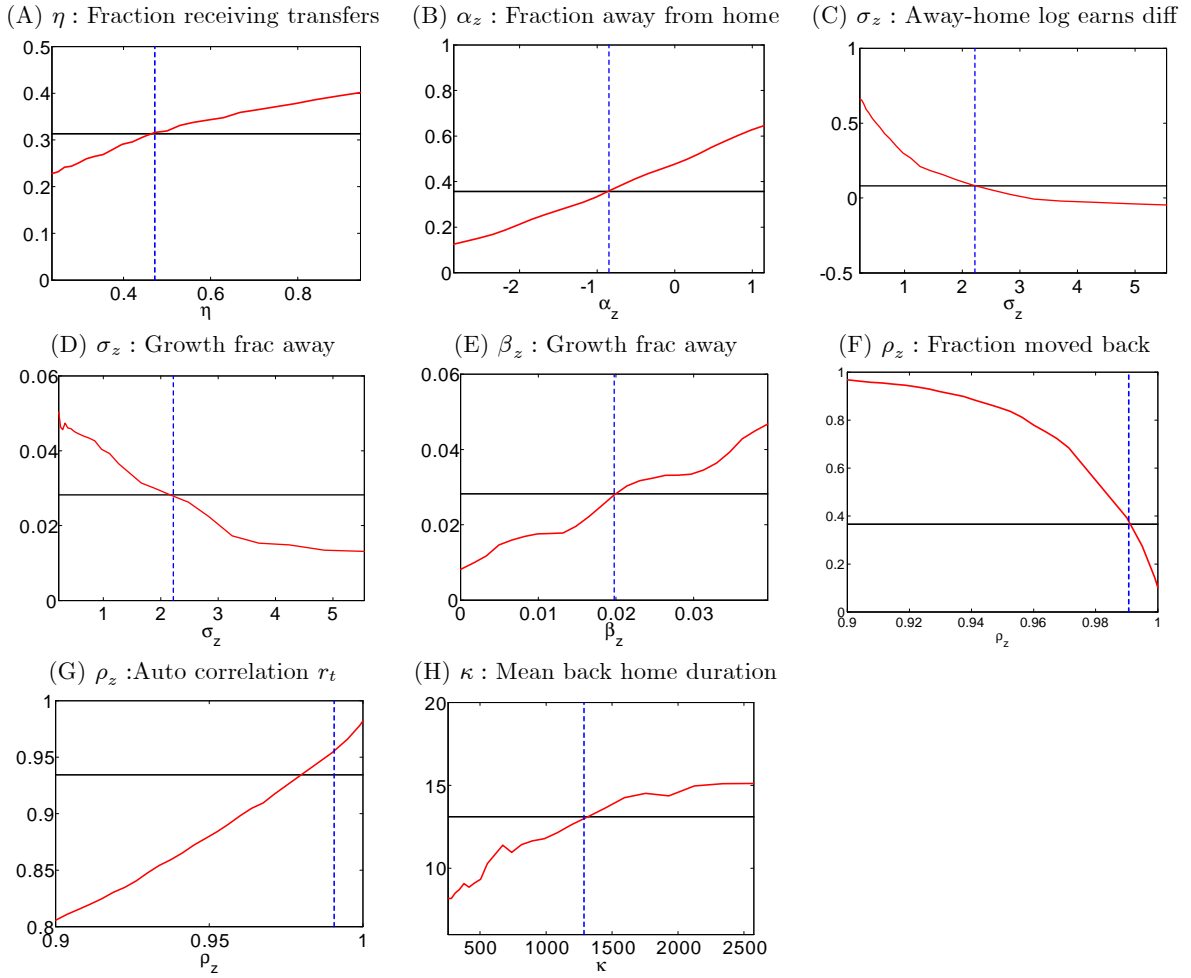 (A) η : Fraction receiving transfers
0.5
0.4
0.3
0.2
0.1
0
0.4 0.6 0.8
η
(B) α_z : Fraction away from home
1
0.8
0.6
0.4
0.2
0
-2 -1 0 1
α_z
(C) σ_z : Away-home log earns diff
1
0.5
0
-0.5
1 2 3 4 5
σ_z
(D) σ_z : Growth frac away
0.06
0.04
0.02
0
1 2 3 4 5
σ_z
(E) β_z : Growth frac away
0.06
0.04
0.02
0
0 0.01 0.02 0.03
β_z
(F) ρ_z : Fraction moved back
1
0.8
0.6
0.4
0.2
0
0.9 0.92 0.94 0.96 0.98 1
ρ_z
(G) ρ_z :Auto correlation r_t
1
0.95
0.9
0.85
0.8
0.9 0.95 1
ρ_z
(H) κ : Mean back home duration
20
15
10
500 1000 1500 2000 2500
κ